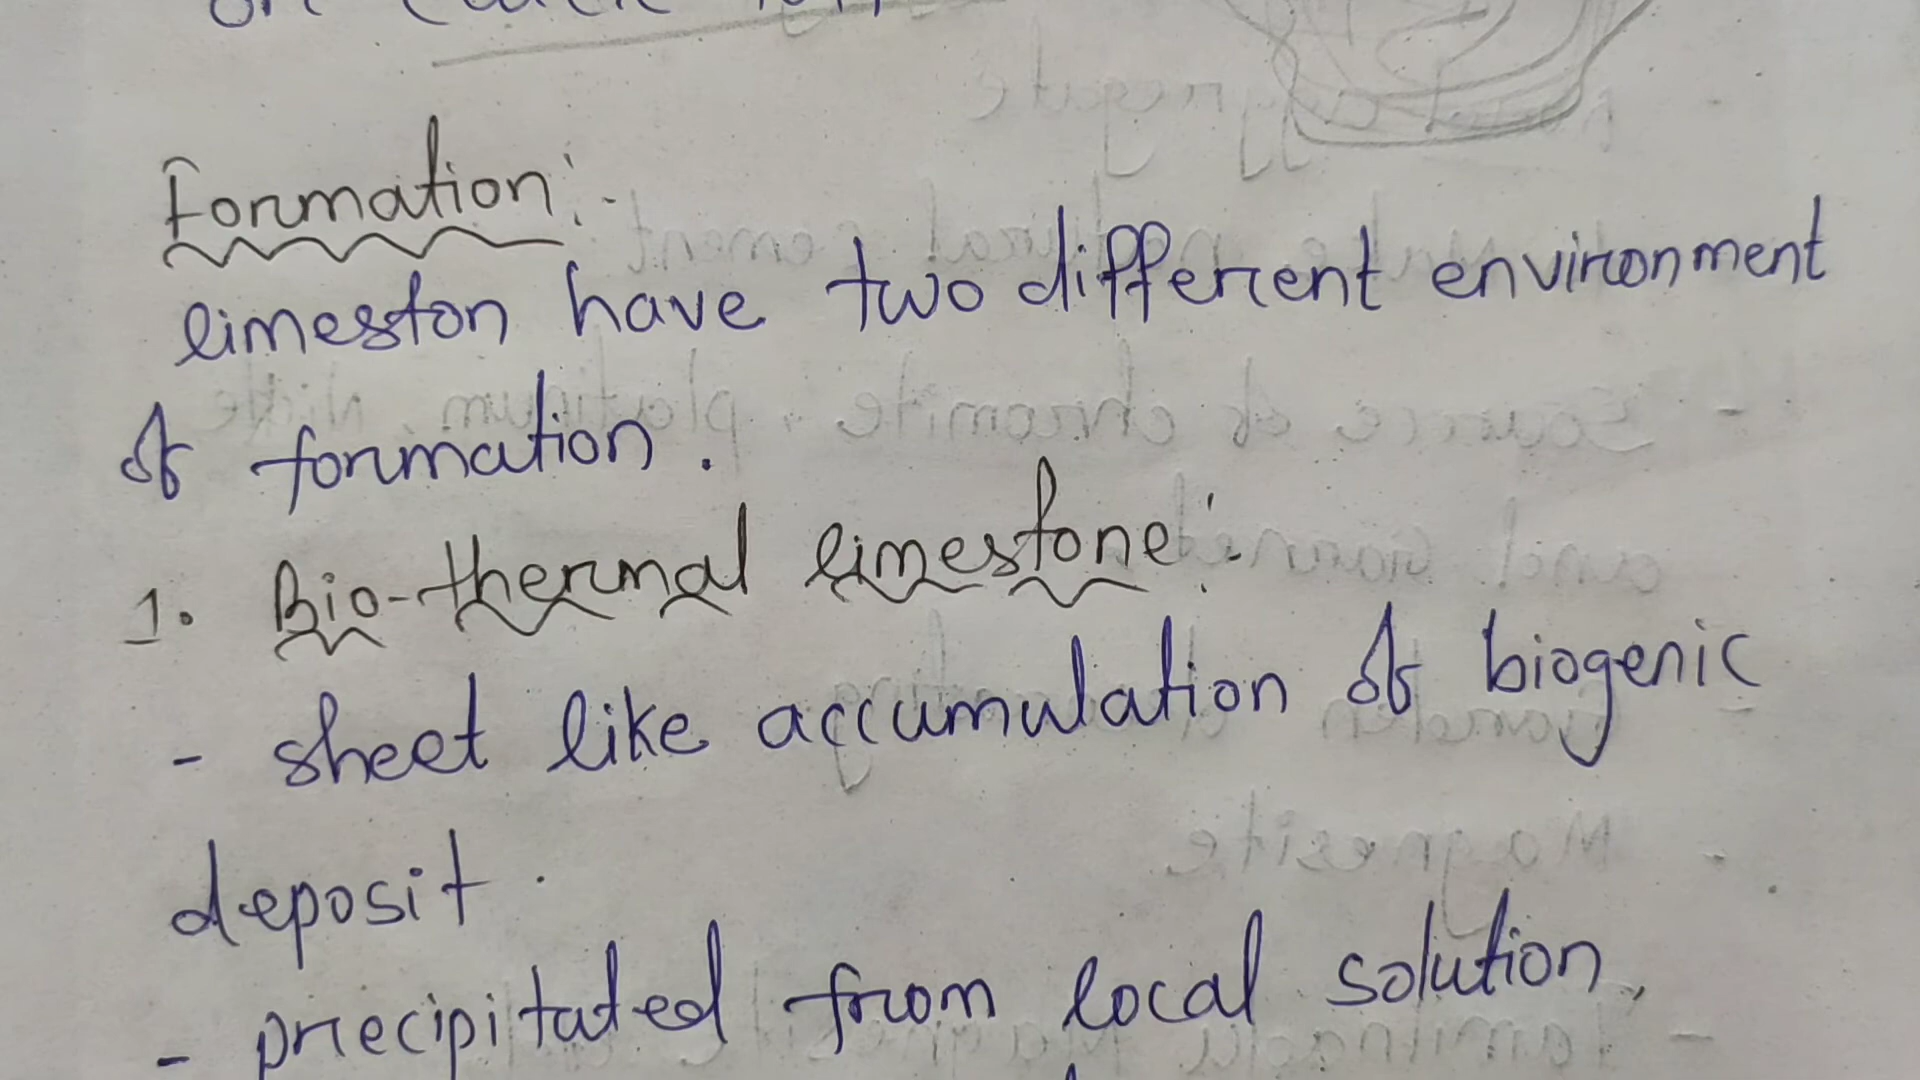 Formation:-
limeston have two different environment
of formation.
1. Bio-thermal limestone:-
- sheet like accumulation of biogenic
deposit.
- precipitated from local solution,